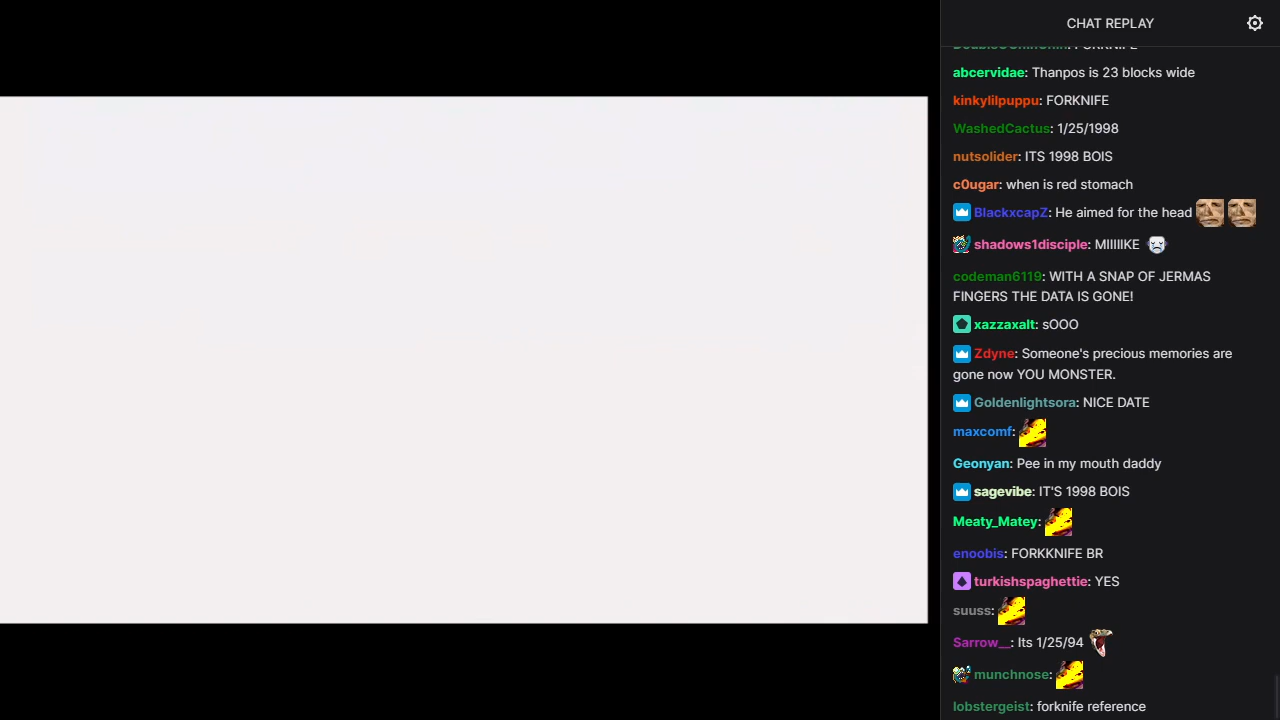 CHAT REPLAY
abcervidae: Thanpos is 23 blocks wide
kinkylilpuppu: FORKNIFE
WashedCactus: 1/25/1998
nutsolider: ITS 1998 BOIS
c0ugar: when is red stomach
BlackxcapZ: He aimed for the head
shadows1disciple: MIIIIKE
codeman6119: WITH A SNAP OF JERMAS
FINGERS THE DATA IS GONE!
xazzaxalt: sOOO
Zdyne: Someone's precious memories are
gone now YOU MONSTER.
Goldenlightsora: NICE DATE
maxcomf:
Geonyan: Pee in my mouth daddy
sagevibe: IT'S 1998 BOIS
Meaty_Matey:
enoobis: FORKKNIFE BR
turkishspaghettie: YES
suuss:
Sarrow__: Its 1/25/94
munchnose:
lobstergeist: forknife reference